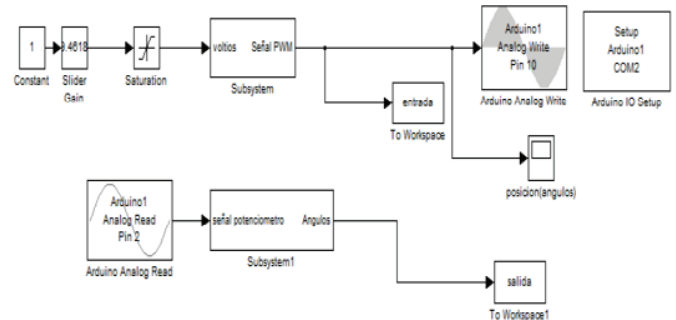 1
Constant
Slider
Gain
Saturation
voltios
Señal PWM
Subsystem
Arduino1
Analog Write
Pin 10
Arduino Analog Write
Setup
Arduino1
COM2
Arduino IO Setup
entrada
To Workspace
posicion(angulos)
Arduino1
Analog Read
Pin 2
Arduino Analog Read
señal potenciometro
Angulos
Subsystem1
salida
To Workspace1